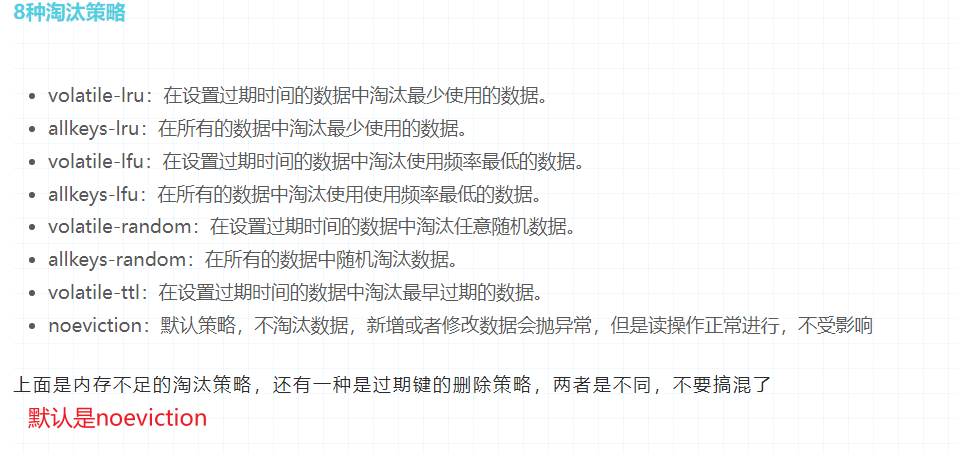 8种淘汰策略
volatile-lru：在设置过期时间的数据中淘汰最少使用的数据。
allkeys-lru：在所有的数据中淘汰最少使用的数据。
volatile-lfu：在设置过期时间的数据中淘汰使用频率最低的数据。
allkeys-lfu：在所有的数据中淘汰使用使用频率最低的数据。
volatile-random：在设置过期时间的数据中淘汰任意随机数据。
allkeys-random：在所有的数据中随机淘汰数据。
volatile-ttl：在设置过期时间的数据中淘汰最早过期的数据。
noeviction：默认策略，不淘汰数据，新增或者修改数据会抛异常，但是读操作正常进行，不受影响
上面是内存不足的淘汰策略，还有一种是过期键的删除策略，两者是不同，不要搞混了
默认是noeviction